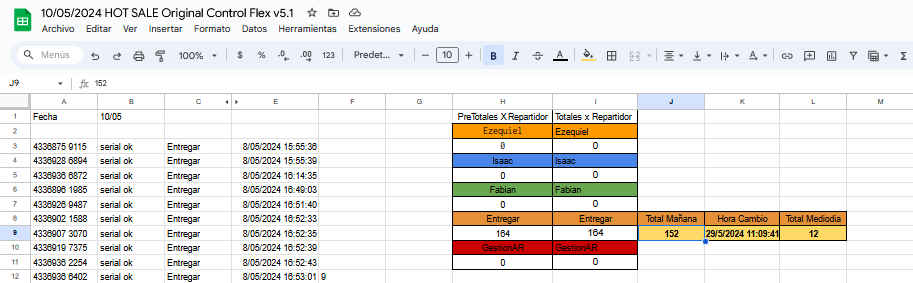 10/05/2024 HOT SALE Original Control Flex v5.1
Archivo Editar Ver Insertar Formato Datos Herramientas Extensiones Ayuda
Menús 100% $ % .0 .00 123 Predet... 10 B I S A
J9 fx 152
A B C E F G H I J K L M
1 Fecha 10/05 PreTotales X Repartidor Totales x Repartidor
2 Ezequiel Ezequiel
3 4336875 9115 serial ok Entregar 8/05/2024 15:55:36 0 0
4 4336928 6894 serial ok Entregar 8/05/2024 15:55:39 Isaac Isaac
5 4336936 6872 serial ok Entregar 8/05/2024 16:14:35 0 0
6 4336896 1985 serial ok Entregar 8/05/2024 16:49:03 Fabian Fabian
7 4336926 9487 serial ok Entregar 8/05/2024 16:51:40 0 0
8 4336902 1588 serial ok Entregar 8/05/2024 16:52:33 Entregar Entregar Total Mañana Hora Cambio Total Mediodia
9 4336907 3070 serial ok Entregar 8/05/2024 16:52:35 164 164 152 29/5/2024 11:09:41 12
10 4336919 7375 serial ok Entregar 8/05/2024 16:52:39 GestionAR GestionAR
11 4336936 2254 serial ok Entregar 8/05/2024 16:52:43 0 0
12 4336936 6402 serial ok Entregar 8/05/2024 16:53:01 9